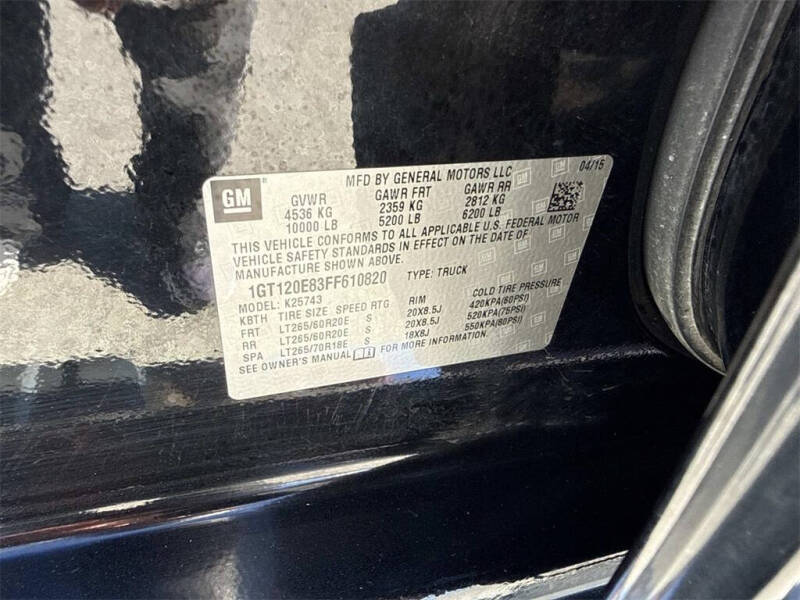 MFD BY GENERAL MOTORS LLC 04/15
GM GVWR GAWR FRT GAWR RR
4536 KG 2359 KG 2812 KG
10000 LB 5200 LB 6200 LB
THIS VEHICLE CONFORMS TO ALL APPLICABLE U.S. FEDERAL MOTOR
VEHICLE SAFETY STANDARDS IN EFFECT ON THE DATE OF
MANUFACTURE SHOWN ABOVE.
1GT120E83FF610820 TYPE: TRUCK
MODEL: K25743
KBTH TIRE SIZE SPEED RTG RIM COLD TIRE PRESSURE
FRT LT265/60R20E S 20X8.5J 420KPA(60PSI)
RR LT265/60R20E S 20X8.5J 520KPA(75PSI)
SPA LT265/70R18E S 18X8J 550KPA(80PSI)
SEE OWNER'S MANUAL FOR MORE INFORMATION.